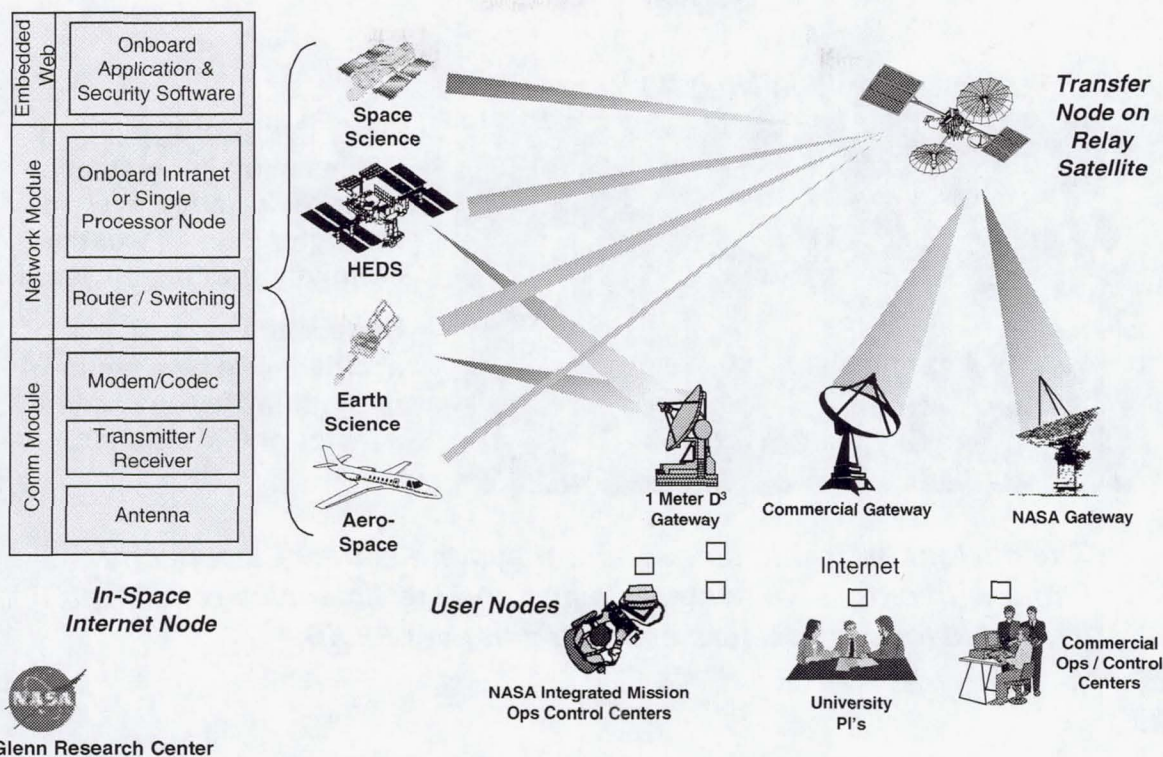 Embedded
Web
Onboard
Application &
Security Software
Network Module
Onboard Intranet
or Single
Processor Node
Router / Switching
Comm Module
Modem/Codec
Transmitter /
Receiver
Antenna
In-Space
Internet Node
Space
Science
HEDS
Earth
Science
Aero-
Space
Transfer
Node on
Relay
Satellite
1 Meter D³
Gateway
Commercial Gateway
NASA Gateway
Internet
User Nodes
NASA Integrated Mission
Ops Control Centers
University
PI's
Commercial
Ops / Control
Centers
NASA
Glenn Research Center